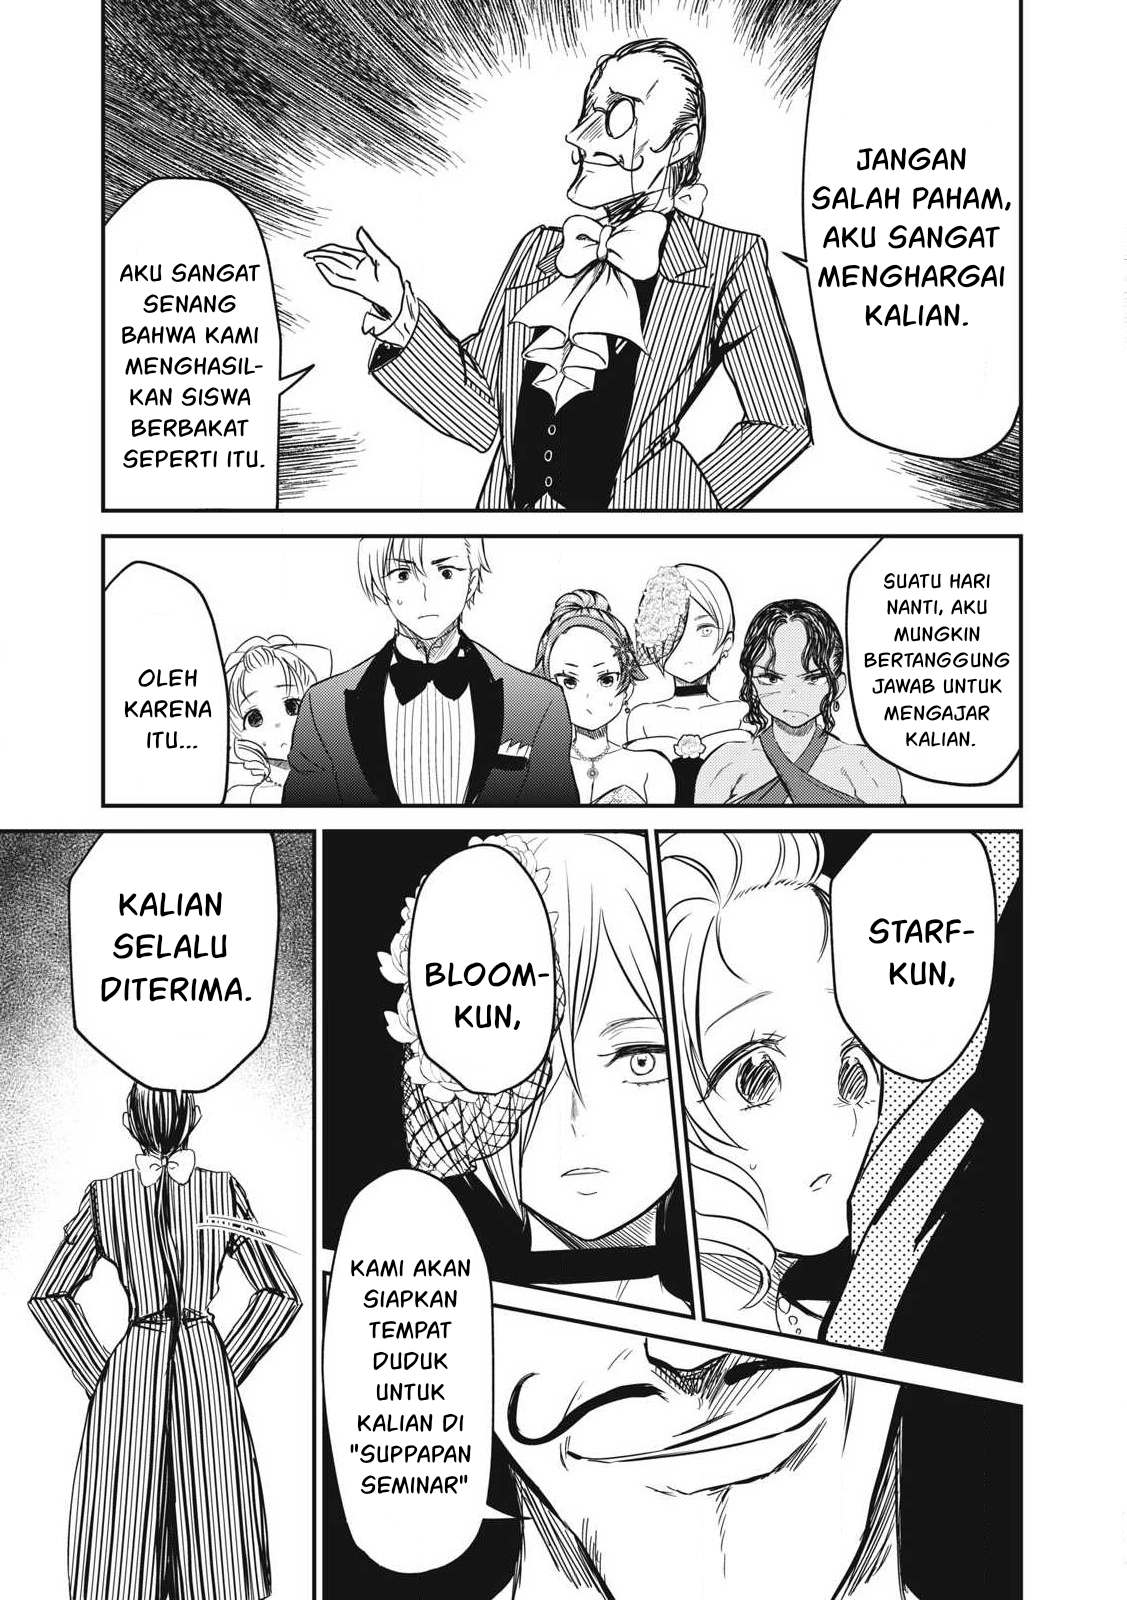 JANGAN
SALAH PAHAM,
AKU SANGAT
MENGHARGAI
KALIAN.
AKU SANGAT
SENANG
BAHWA KAMI
MENGHASIL-
KAN SISWA
BERBAKAT
SEPERTI ITU.
SUATU HARI
NANTI, AKU
MUNGKIN
BERTANGGUNG
JAWAB UNTUK
MENGAJAR
KALIAN.
OLEH
KARENA
ITU...
STARF-
KUN,
BLOOM-
KUN,
KAMI AKAN
SIAPKAN
TEMPAT
DUDUK
UNTUK
KALIAN DI
"SUPPAPAN
SEMINAR"
KALIAN
SELALU
DITERIMA.